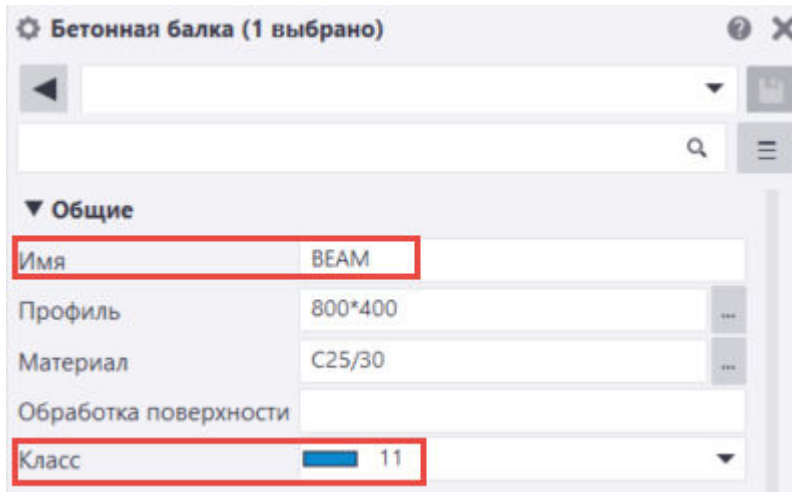 Бетонная балка (1 выбрано)
Общие
Имя BEAM
Профиль 800*400 ...
Материал C25/30 ...
Обработка поверхности
Класс 11